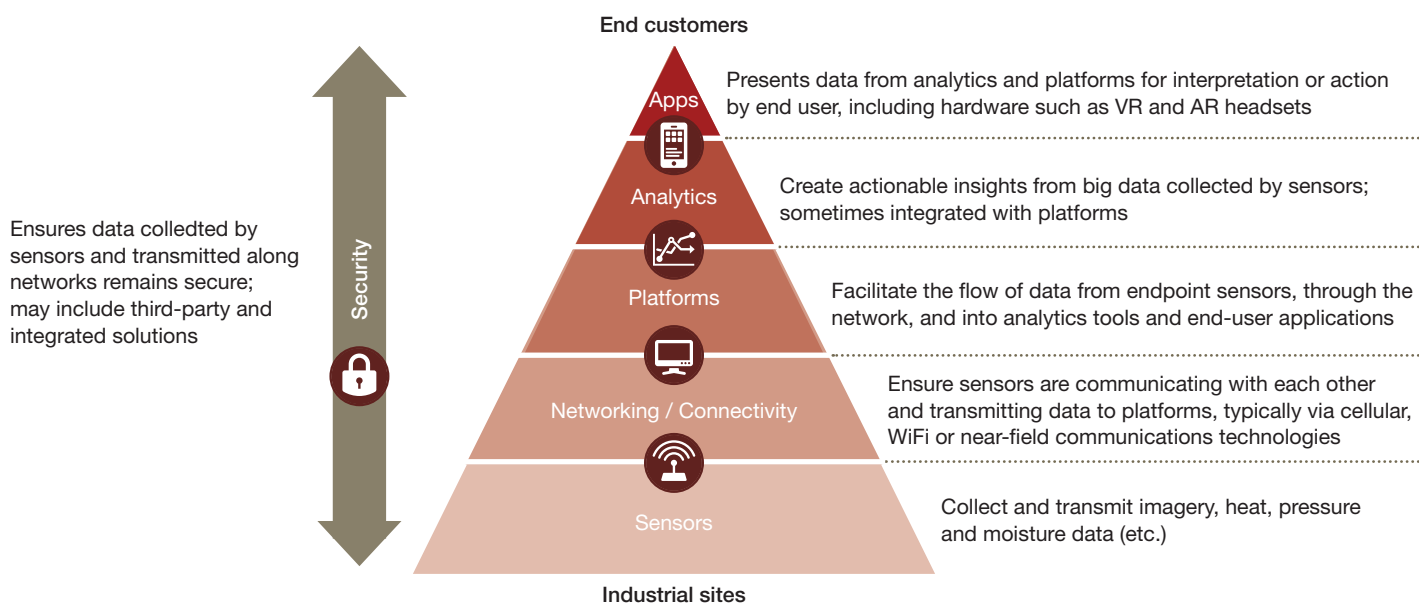 End customers
Apps
Presents data from analytics and platforms for interpretation or action
by end user, including hardware such as VR and AR headsets
Analytics
Create actionable insights from big data collected by sensors;
sometimes integrated with platforms
Ensures data colledted by
sensors and transmitted along
networks remains secure;
may include third-party and
integrated solutions
Security
Platforms
Facilitate the flow of data from endpoint sensors, through the
network, and into analytics tools and end-user applications
Networking / Connectivity
Ensure sensors are communicating with each other
and transmitting data to platforms, typically via cellular,
WiFi or near-field communications technologies
Sensors
Collect and transmit imagery, heat, pressure
and moisture data (etc.)
Industrial sites